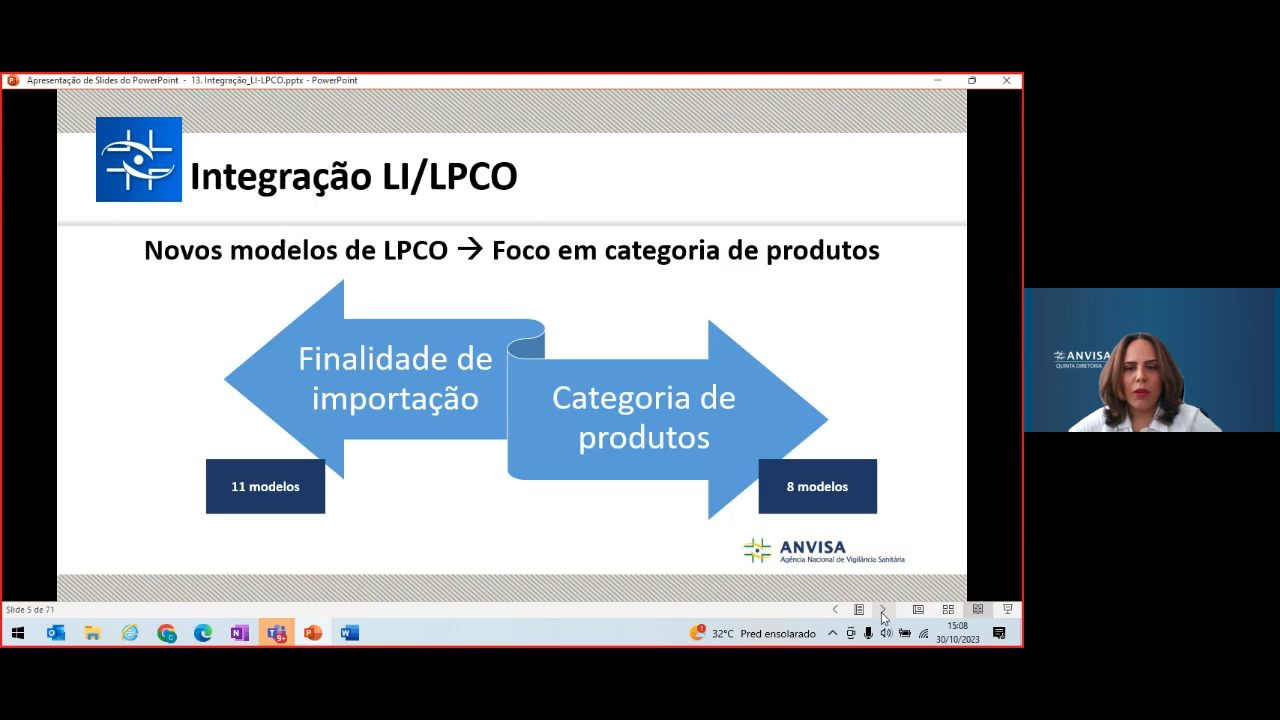 Apresentação de Slides do PowerPoint - 13. Integração_LI-LPCO.pptx - PowerPoint
Integração LI/LPCO
Novos modelos de LPCO → Foco em categoria de produtos
Finalidade de
importação
Categoria de
produtos
11 modelos
8 modelos
ANVISA
Agência Nacional de Vigilância Sanitária
ANVISA
QUINTA DIRETORIA
Slide 5 de 71
9+
1
32°C Pred ensolarado
15:08
30/10/2023